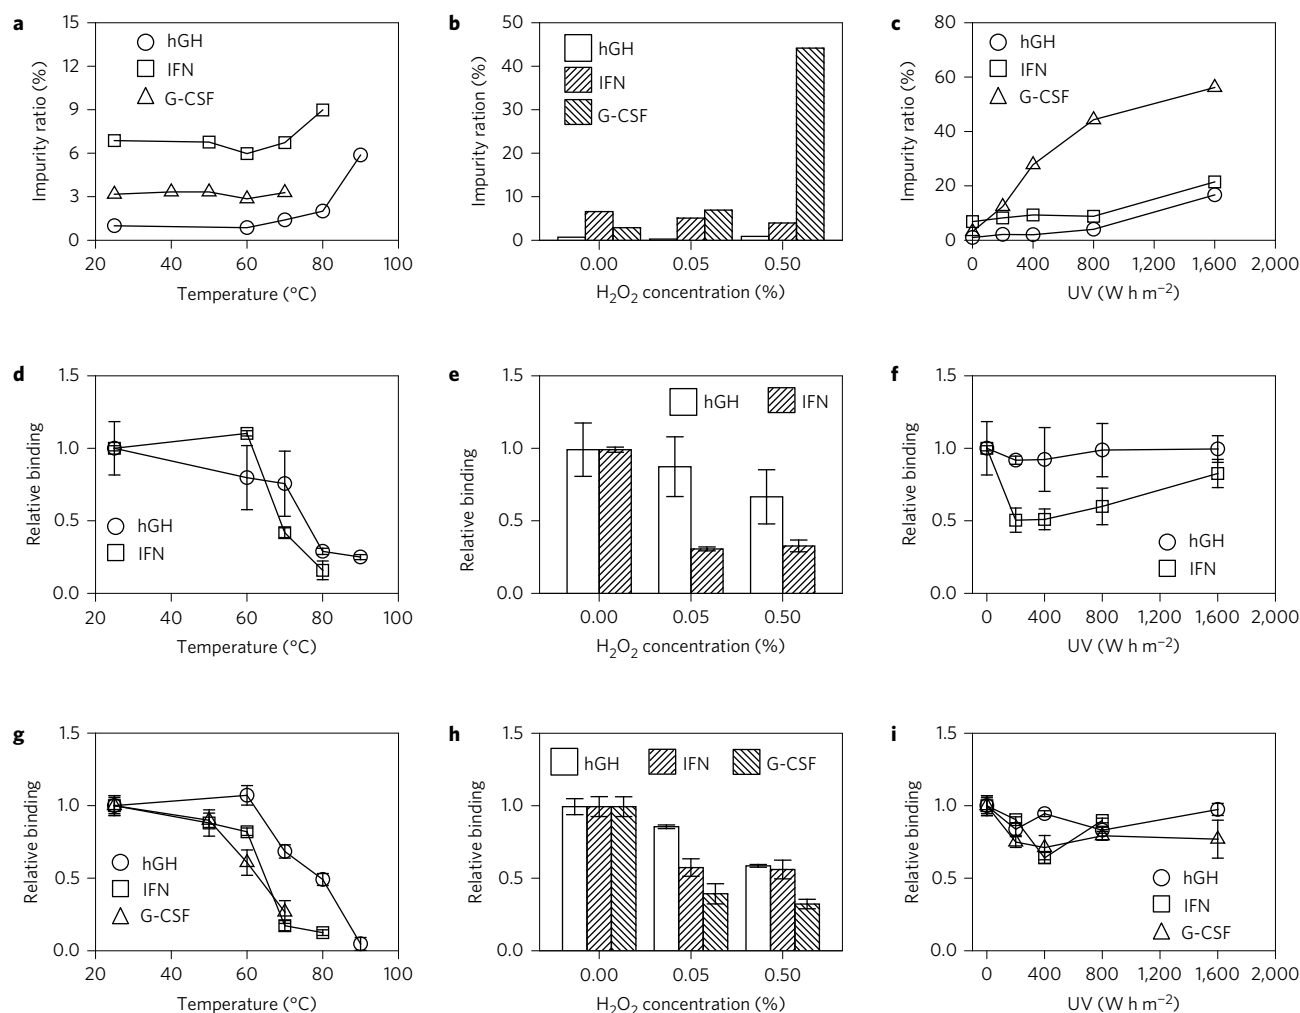 a
15
12
9
6
3
0
Impurity ratio (%)
hGH
IFN
G-CSF
20 40 60 80 100
Temperature (°C)
b
50
40
30
20
10
0
Impurity ration (%)
hGH
IFN
G-CSF
0.00 0.05 0.50
H₂O₂ concentration (%)
c
80
60
40
20
0
Impurity ratio (%)
hGH
IFN
G-CSF
0 400 800 1,200 1,600 2,000
UV (W h m⁻²)
d
1.5
1.0
0.5
0.0
Relative binding
hGH
IFN
20 40 60 80 100
Temperature (°C)
e
1.5
1.0
0.5
0.0
Relative binding
hGH IFN
0.00 0.05 0.50
H₂O₂ concentration (%)
f
1.5
1.0
0.5
0.0
Relative binding
hGH
IFN
0 400 800 1,200 1,600 2,000
UV (W h m⁻²)
g
1.5
1.0
0.5
0.0
Relative binding
hGH
IFN
G-CSF
20 40 60 80 100
Temperature (°C)
h
1.5
1.0
0.5
0.0
Relative binding
hGH IFN G-CSF
0.00 0.05 0.50
H₂O₂ concentration (%)
i
1.5
1.0
0.5
0.0
Relative binding
hGH
IFN
G-CSF
0 400 800 1,200 1,600 2,000
UV (W h m⁻²)